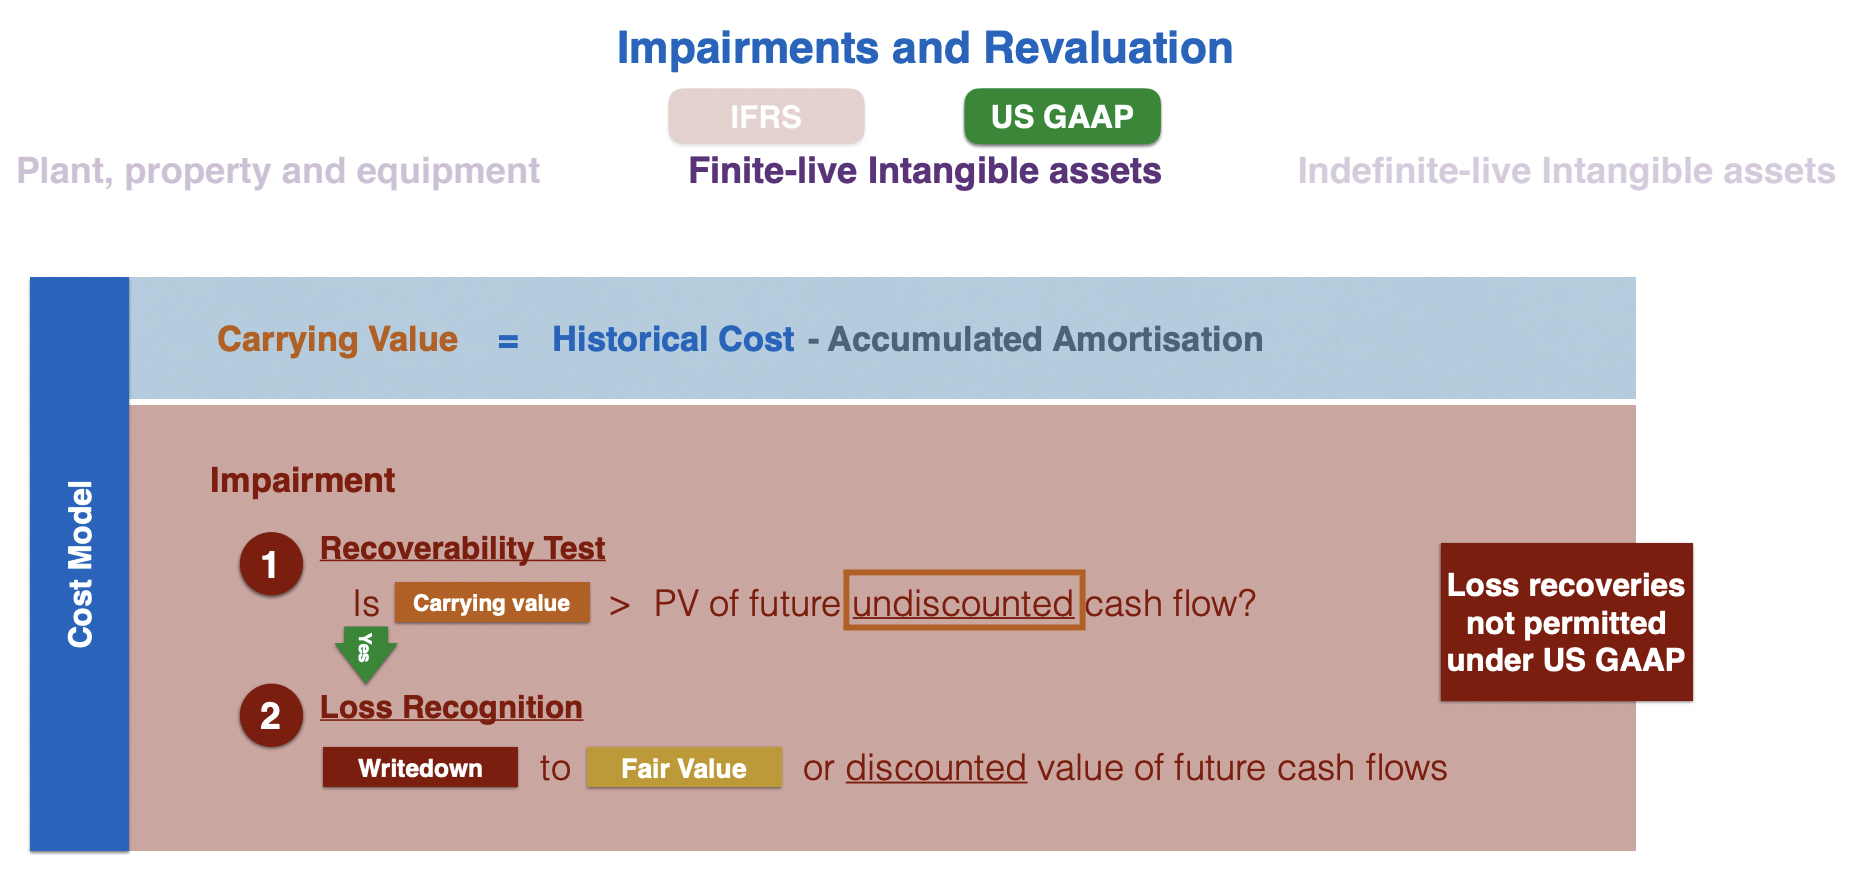 Impairments and Revaluation
IFRS
US GAAP
Plant, property and equipment
Finite-live Intangible assets
Indefinite-live Intangible assets
Cost Model
Carrying Value = Historical Cost - Accumulated Amortisation
Impairment
1 Recoverability Test
Is Carrying value > PV of future undiscounted cash flow?
Yes
2 Loss Recognition
Writedown to Fair Value or discounted value of future cash flows
Loss recoveries
not permitted
under US GAAP